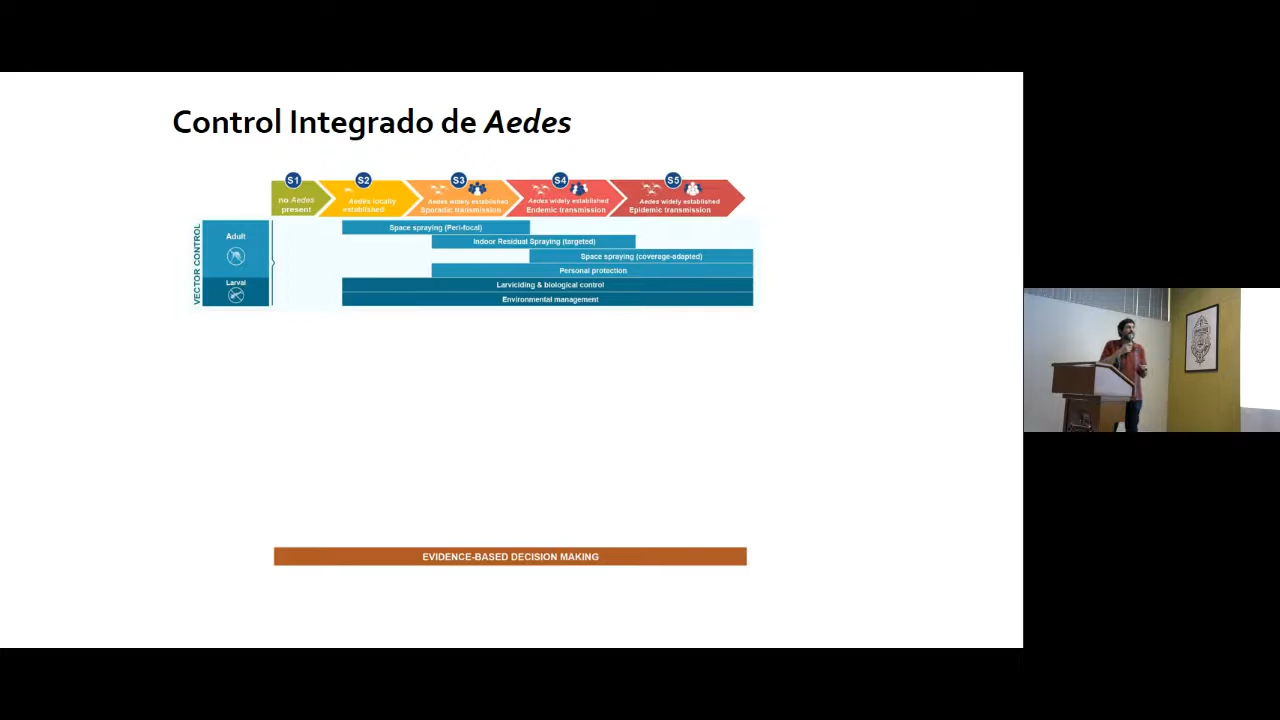 Control Integrado de Aedes
S1
S2
S3
S4
S5
no Aedes
present
Aedes locally
established
Aedes widely established
Sporadic transmission
Aedes widely established
Endemic transmission
Aedes widely established
Epidemic transmission
VECTOR CONTROL
Adult
Larval
Space spraying (Peri-focal)
Indoor Residual Spraying (targeted)
Space spraying (coverage-adapted)
Personal protection
Larviciding & biological control
Environmental management
EVIDENCE-BASED DECISION MAKING